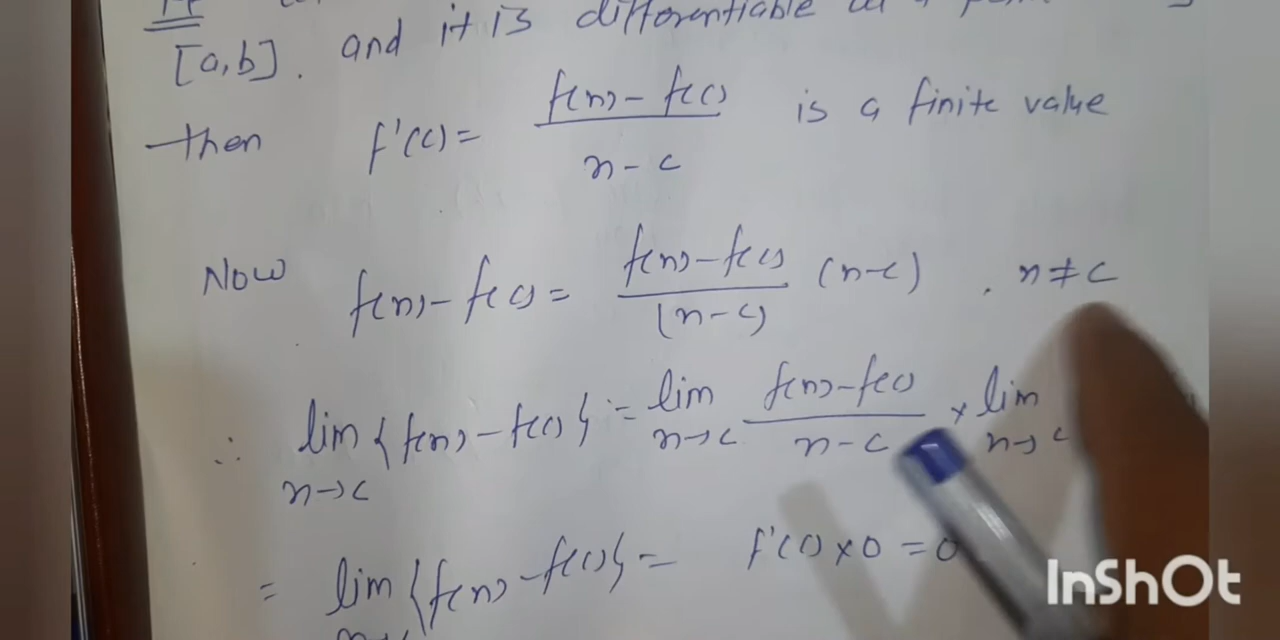 [a,b]. and it is differentiable
then f'(c) = f(x) - f(c) / x - c is a finite value
Now f(x) - f(c) = f(x) - f(c) / (x - c) (x - c) . x ≠ c
∴ lim x→c {f(x) - f(c)} = lim x→c f(x) - f(c) / x - c × lim x→c
= lim {f(x) - f(c)} = f'(c) × 0 = 0
InShOt